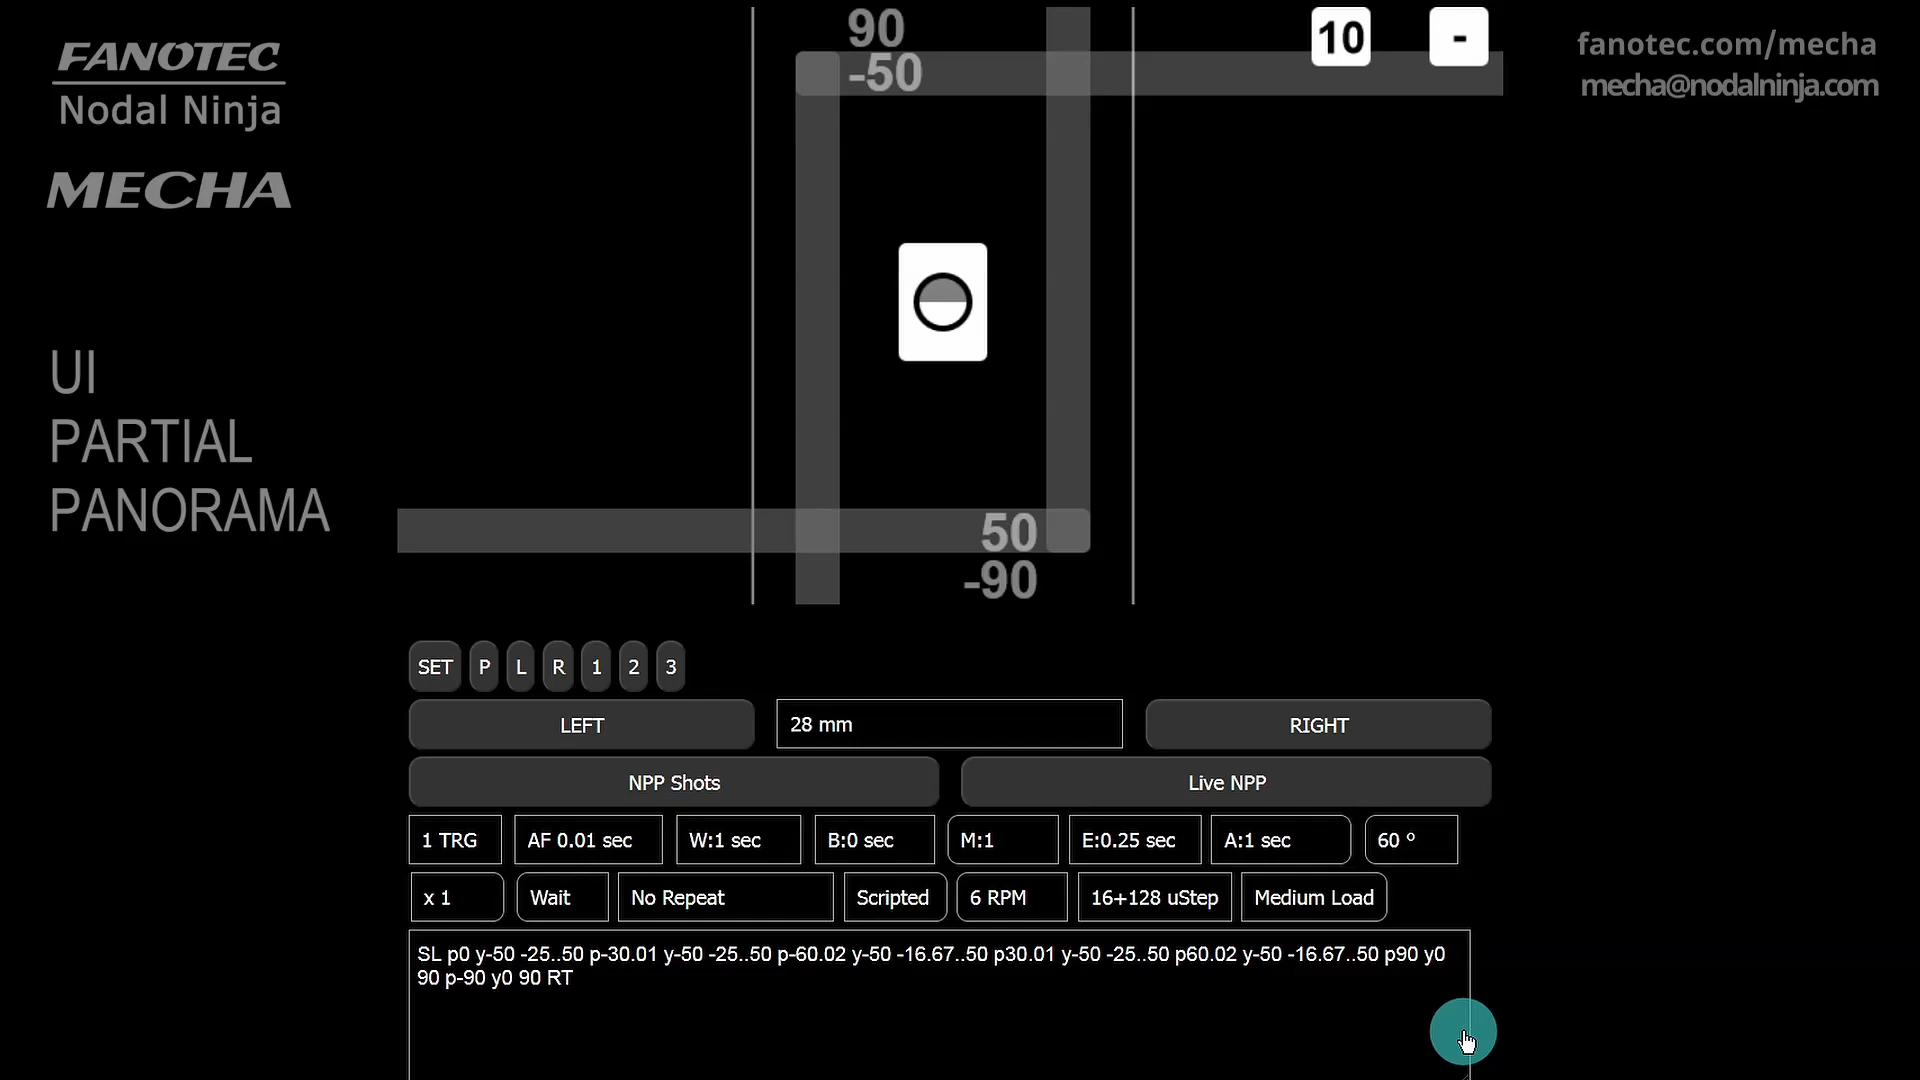 FANOTEC
Nodal Ninja
MECHA
UI
PARTIAL
PANORAMA
90
-50
10
-
fanotec.com/mecha
mecha@nodalninja.com
50
-90
SET P L R 1 2 3
LEFT 28 mm RIGHT
NPP Shots Live NPP
1 TRG AF 0.01 sec W:1 sec B:0 sec M:1 E:0.25 sec A:1 sec 60 º
x 1 Wait No Repeat Scripted 6 RPM 16+128 uStep Medium Load
SL p0 y-50 -25..50 p-30.01 y-50 -25..50 p-60.02 y-50 -16.67..50 p30.01 y-50 -25..50 p60.02 y-50 -16.67..50 p90 y0
90 p-90 y0 90 RT